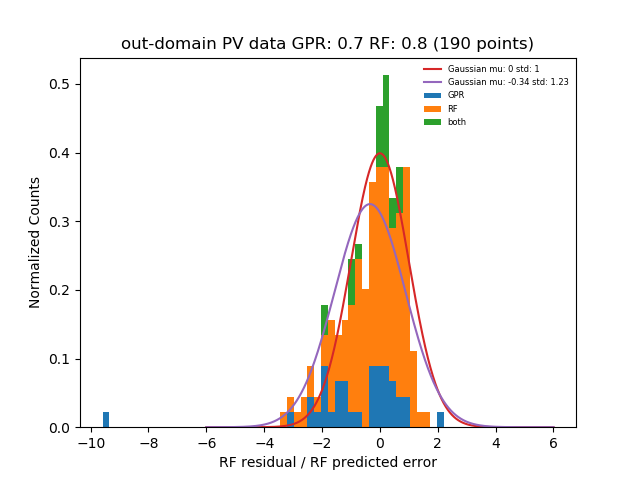 out-domain PV data GPR: 0.7 RF: 0.8 (190 points)
Gaussian mu: 0 std: 1
Gaussian mu: -0.34 std: 1.23
GPR
RF
both
Normalized Counts
0.5
0.4
0.3
0.2
0.1
0.0
−10 −8 −6 −4 −2 0 2 4 6
RF residual / RF predicted error